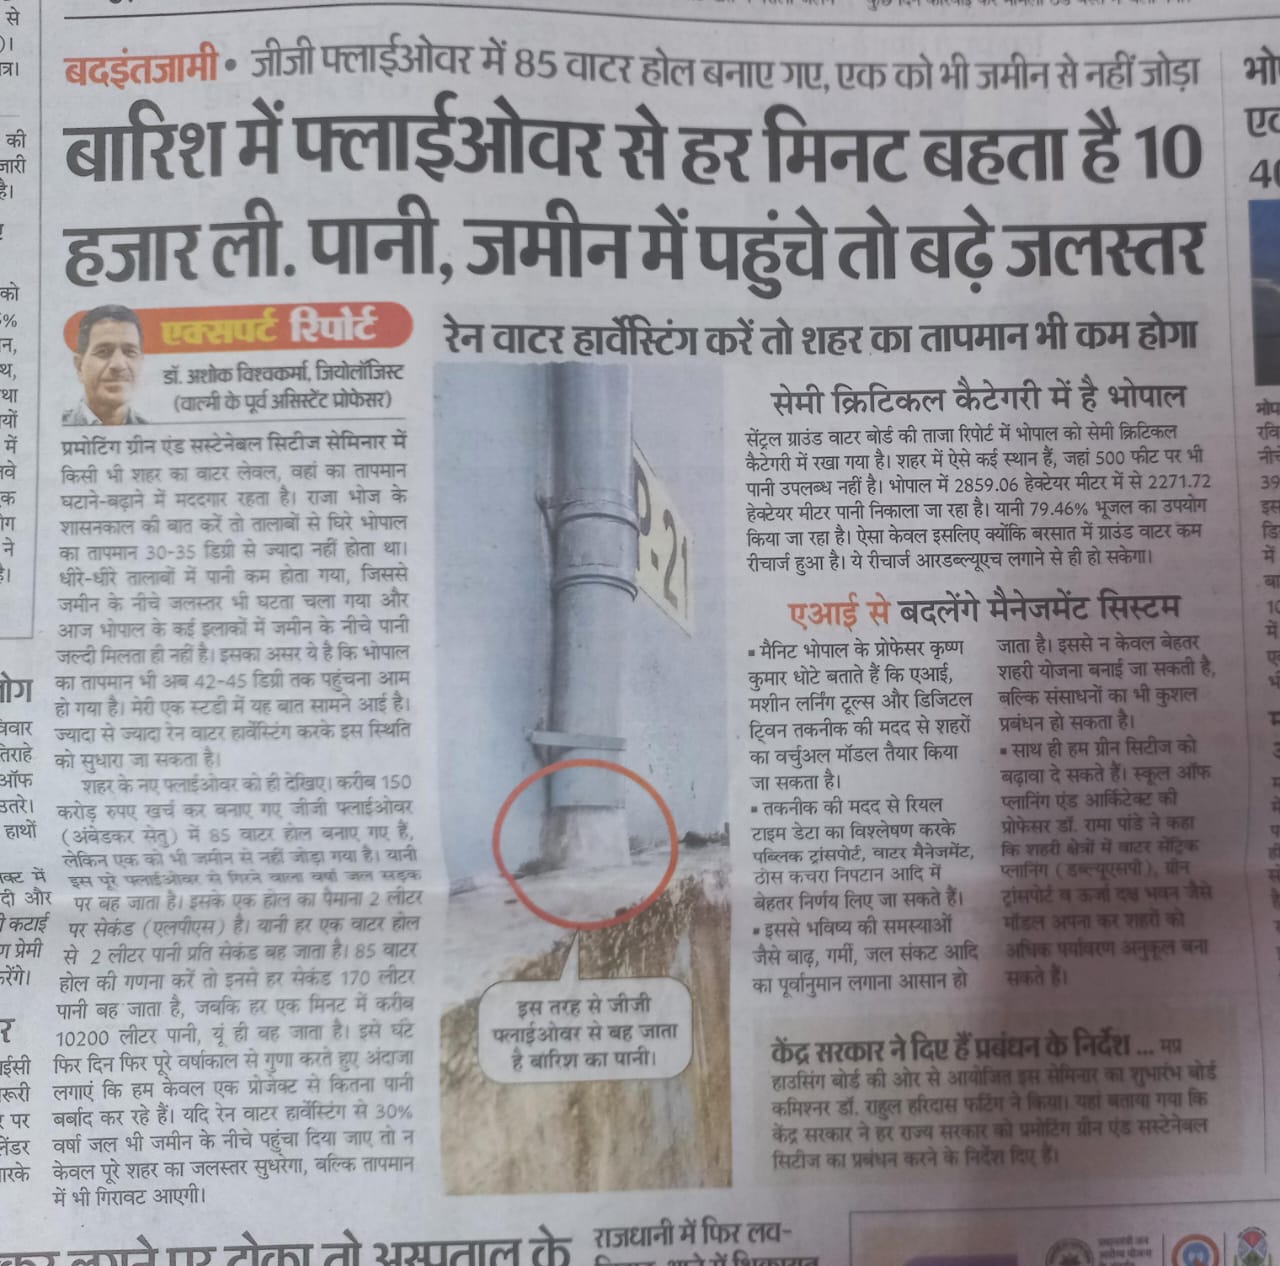 बदइंतजामी • जीजी फ्लाईओवर में 85 वाटर होल बनाए गए, एक को भी जमीन से नहीं जोड़ा
बारिश में फ्लाईओवर से हर मिनट बहता है 10
हजार ली. पानी, जमीन में पहुंचे तो बढ़े जलस्तर
एक्सपर्ट रिपोर्ट
डॉ. अशोक विश्वकर्मा, जियोलॉजिस्ट
(वाल्मी के पूर्व असिस्टेंट प्रोफेसर)
प्रमोटिंग ग्रीन एंड सस्टेनेबल सिटीज सेमिनार में
किसी भी शहर का वाटर लेवल, वहां का तापमान
घटाने-बढ़ाने में मददगार रहता है। राजा भोज के
शासनकाल की बात करें तो तालाबों से घिरे भोपाल
का तापमान 30-35 डिग्री से ज्यादा नहीं होता था।
धीरे-धीरे तालाबों में पानी कम होता गया, जिससे
जमीन के नीचे जलस्तर भी घटता चला गया और
आज भोपाल के कई इलाकों में जमीन के नीचे पानी
जल्दी मिलता ही नहीं है। इसका असर ये है कि भोपाल
का तापमान भी अब 42-45 डिग्री तक पहुंचना आम
हो गया है। मेरी एक स्टडी में यह बात सामने आई है।
ज्यादा से ज्यादा रेन वाटर हार्वेस्टिंग करके इस स्थिति
को सुधारा जा सकता है।
शहर के नए फ्लाईओवर को ही देखिए। करीब 150
करोड़ रुपए खर्च कर बनाए गए जीजी फ्लाईओवर
(अंबेडकर सेतु) में 85 वाटर होल बनाए गए हैं,
लेकिन एक को भी जमीन से नहीं जोड़ा गया है। यानी
इस पूरे फ्लाईओवर से गिरने वाला वर्षा जल सड़क
पर बह जाता है। इसके एक होल का पैमाना 2 लीटर
पर सेकंड (एलपीएस) है। यानी हर एक वाटर होल
से 2 लीटर पानी प्रति सेकंड बह जाता है। 85 वाटर
होल की गणना करें तो इनसे हर सेकंड 170 लीटर
पानी बह जाता है, जबकि हर एक मिनट में करीब
10200 लीटर पानी, यूं ही बह जाता है। इसे घंटे
फिर दिन फिर पूरे वर्षाकाल से गुणा करते हुए अंदाजा
लगाएं कि हम केवल एक प्रोजेक्ट से कितना पानी
बर्बाद कर रहे हैं। यदि रेन वाटर हार्वेस्टिंग से 30%
वर्षा जल भी जमीन के नीचे पहुंचा दिया जाए तो न
केवल पूरे शहर का जलस्तर सुधरेगा, बल्कि तापमान
में भी गिरावट आएगी।
रेन वाटर हार्वेस्टिंग करें तो शहर का तापमान भी कम होगा
P-21
इस तरह से जीजी
फ्लाईओवर से बह जाता
है बारिश का पानी।
सेमी क्रिटिकल कैटेगरी में है भोपाल
सेंट्रल ग्राउंड वाटर बोर्ड की ताजा रिपोर्ट में भोपाल को सेमी क्रिटिकल
कैटेगरी में रखा गया है। शहर में ऐसे कई स्थान हैं, जहां 500 फीट पर भी
पानी उपलब्ध नहीं है। भोपाल में 2859.06 हेक्टेयर मीटर में से 2271.72
हेक्टेयर मीटर पानी निकाला जा रहा है। यानी 79.46% भूजल का उपयोग
किया जा रहा है। ऐसा केवल इसलिए क्योंकि बरसात में ग्राउंड वाटर कम
रीचार्ज हुआ है। ये रीचार्ज आरडब्ल्यूएच लगाने से ही हो सकेगा।
एआई से बदलेंगे मैनेजमेंट सिस्टम
▪ मैनिट भोपाल के प्रोफेसर कृष्ण
कुमार धोटे बताते हैं कि एआई,
मशीन लर्निंग टूल्स और डिजिटल
ट्विन तकनीक की मदद से शहरों
का वर्चुअल मॉडल तैयार किया
जा सकता है।
▪ तकनीक की मदद से रियल
टाइम डेटा का विश्लेषण करके
पब्लिक ट्रांसपोर्ट, वाटर मैनेजमेंट,
ठोस कचरा निपटान आदि में
बेहतर निर्णय लिए जा सकते हैं।
▪ इससे भविष्य की समस्याओं
जैसे बाढ़, गर्मी, जल संकट आदि
का पूर्वानुमान लगाना आसान हो
जाता है। इससे न केवल बेहतर
शहरी योजना बनाई जा सकती है,
बल्कि संसाधनों का भी कुशल
प्रबंधन हो सकता है।
▪ साथ ही हम ग्रीन सिटीज को
बढ़ावा दे सकते हैं। स्कूल ऑफ
प्लानिंग एंड आर्किटेक्ट की
प्रोफेसर डॉ. रामा पांडे ने कहा
कि शहरी क्षेत्रों में वाटर सेंट्रिक
प्लानिंग (डब्ल्यूएसपी), ग्रीन
ट्रांसपोर्ट व ऊर्जा दक्ष भवन जैसे
मॉडल अपना कर शहरों को
अधिक पर्यावरण अनुकूल बना
सकते हैं।
केंद्र सरकार ने दिए हैं प्रबंधन के निर्देश ... मप्र
हाउसिंग बोर्ड की ओर से आयोजित इस सेमिनार का शुभारंभ बोर्ड
कमिश्नर डॉ. राहुल हरिदास फटिंग ने किया। यहां बताया गया कि
केंद्र सरकार ने हर राज्य सरकार को प्रमोटिंग ग्रीन एंड सस्टेनेबल
सिटीज का प्रबंधन करने के निर्देश दिए हैं।
राजधानी में फिर लव-